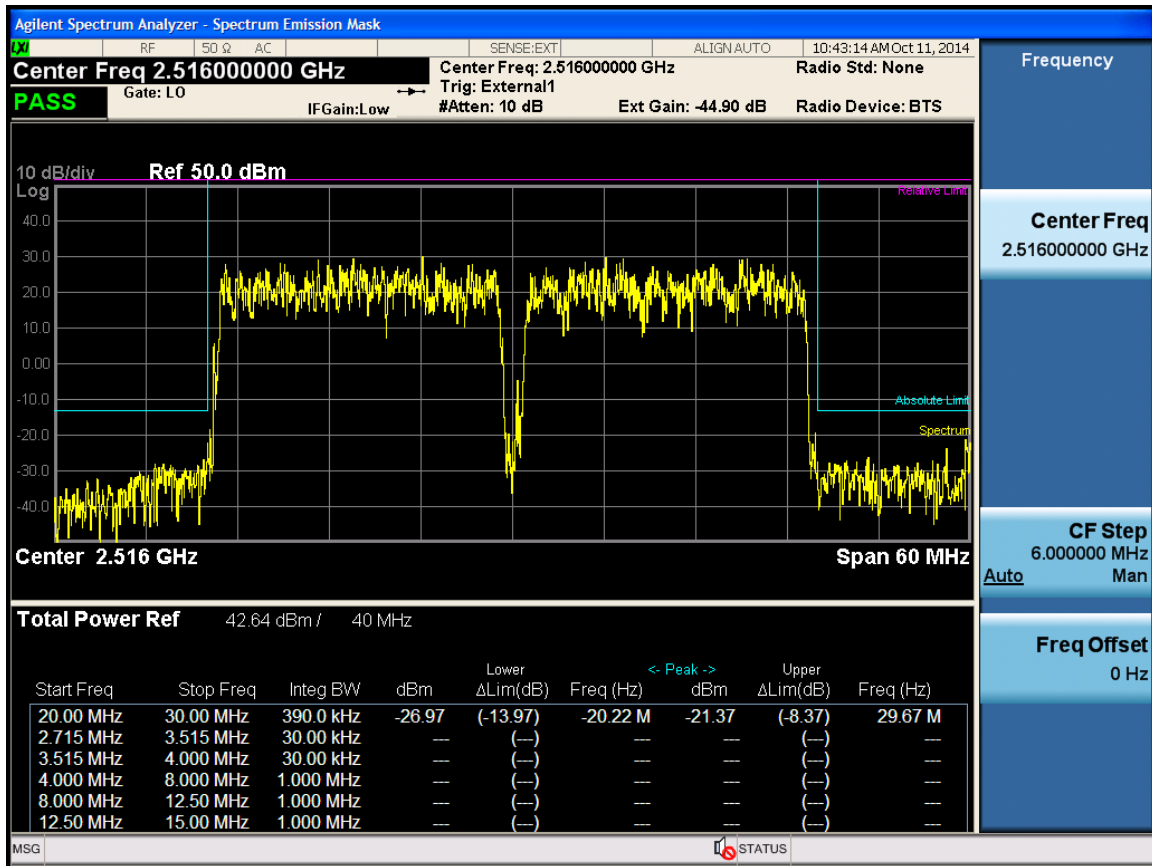 Agilent Spectrum Analyzer - Spectrum Emission Mask
LXI RF 50 Ω AC SENSE:EXT ALIGN AUTO 10:43:14 AM Oct 11, 2014
Center Freq 2.516000000 GHz
Center Freq: 2.516000000 GHz Radio Std: None
PASS Gate: LO Trig: External1
IFGain:Low #Atten: 10 dB Ext Gain: -44.90 dB Radio Device: BTS
10 dB/div Ref 50.0 dBm
Log
Relative Limit
40.0
30.0
20.0
10.0
0.00
-10.0
Absolute Limit
-20.0
Spectrum
-30.0
-40.0
Center 2.516 GHz Span 60 MHz
Total Power Ref 42.64 dBm / 40 MHz
Lower <- Peak -> Upper
Start Freq Stop Freq Integ BW dBm ΔLim(dB) Freq (Hz) dBm ΔLim(dB) Freq (Hz)
20.00 MHz 30.00 MHz 390.0 kHz -26.97 (-13.97) -20.22 M -21.37 (-8.37) 29.67 M
2.715 MHz 3.515 MHz 30.00 kHz --- (---) --- --- (---) ---
3.515 MHz 4.000 MHz 30.00 kHz --- (---) --- --- (---) ---
4.000 MHz 8.000 MHz 1.000 MHz --- (---) --- --- (---) ---
8.000 MHz 12.50 MHz 1.000 MHz --- (---) --- --- (---) ---
12.50 MHz 15.00 MHz 1.000 MHz --- (---) --- --- (---) ---
MSG STATUS
Frequency
Center Freq
2.516000000 GHz
CF Step
6.000000 MHz
Auto Man
Freq Offset
0 Hz